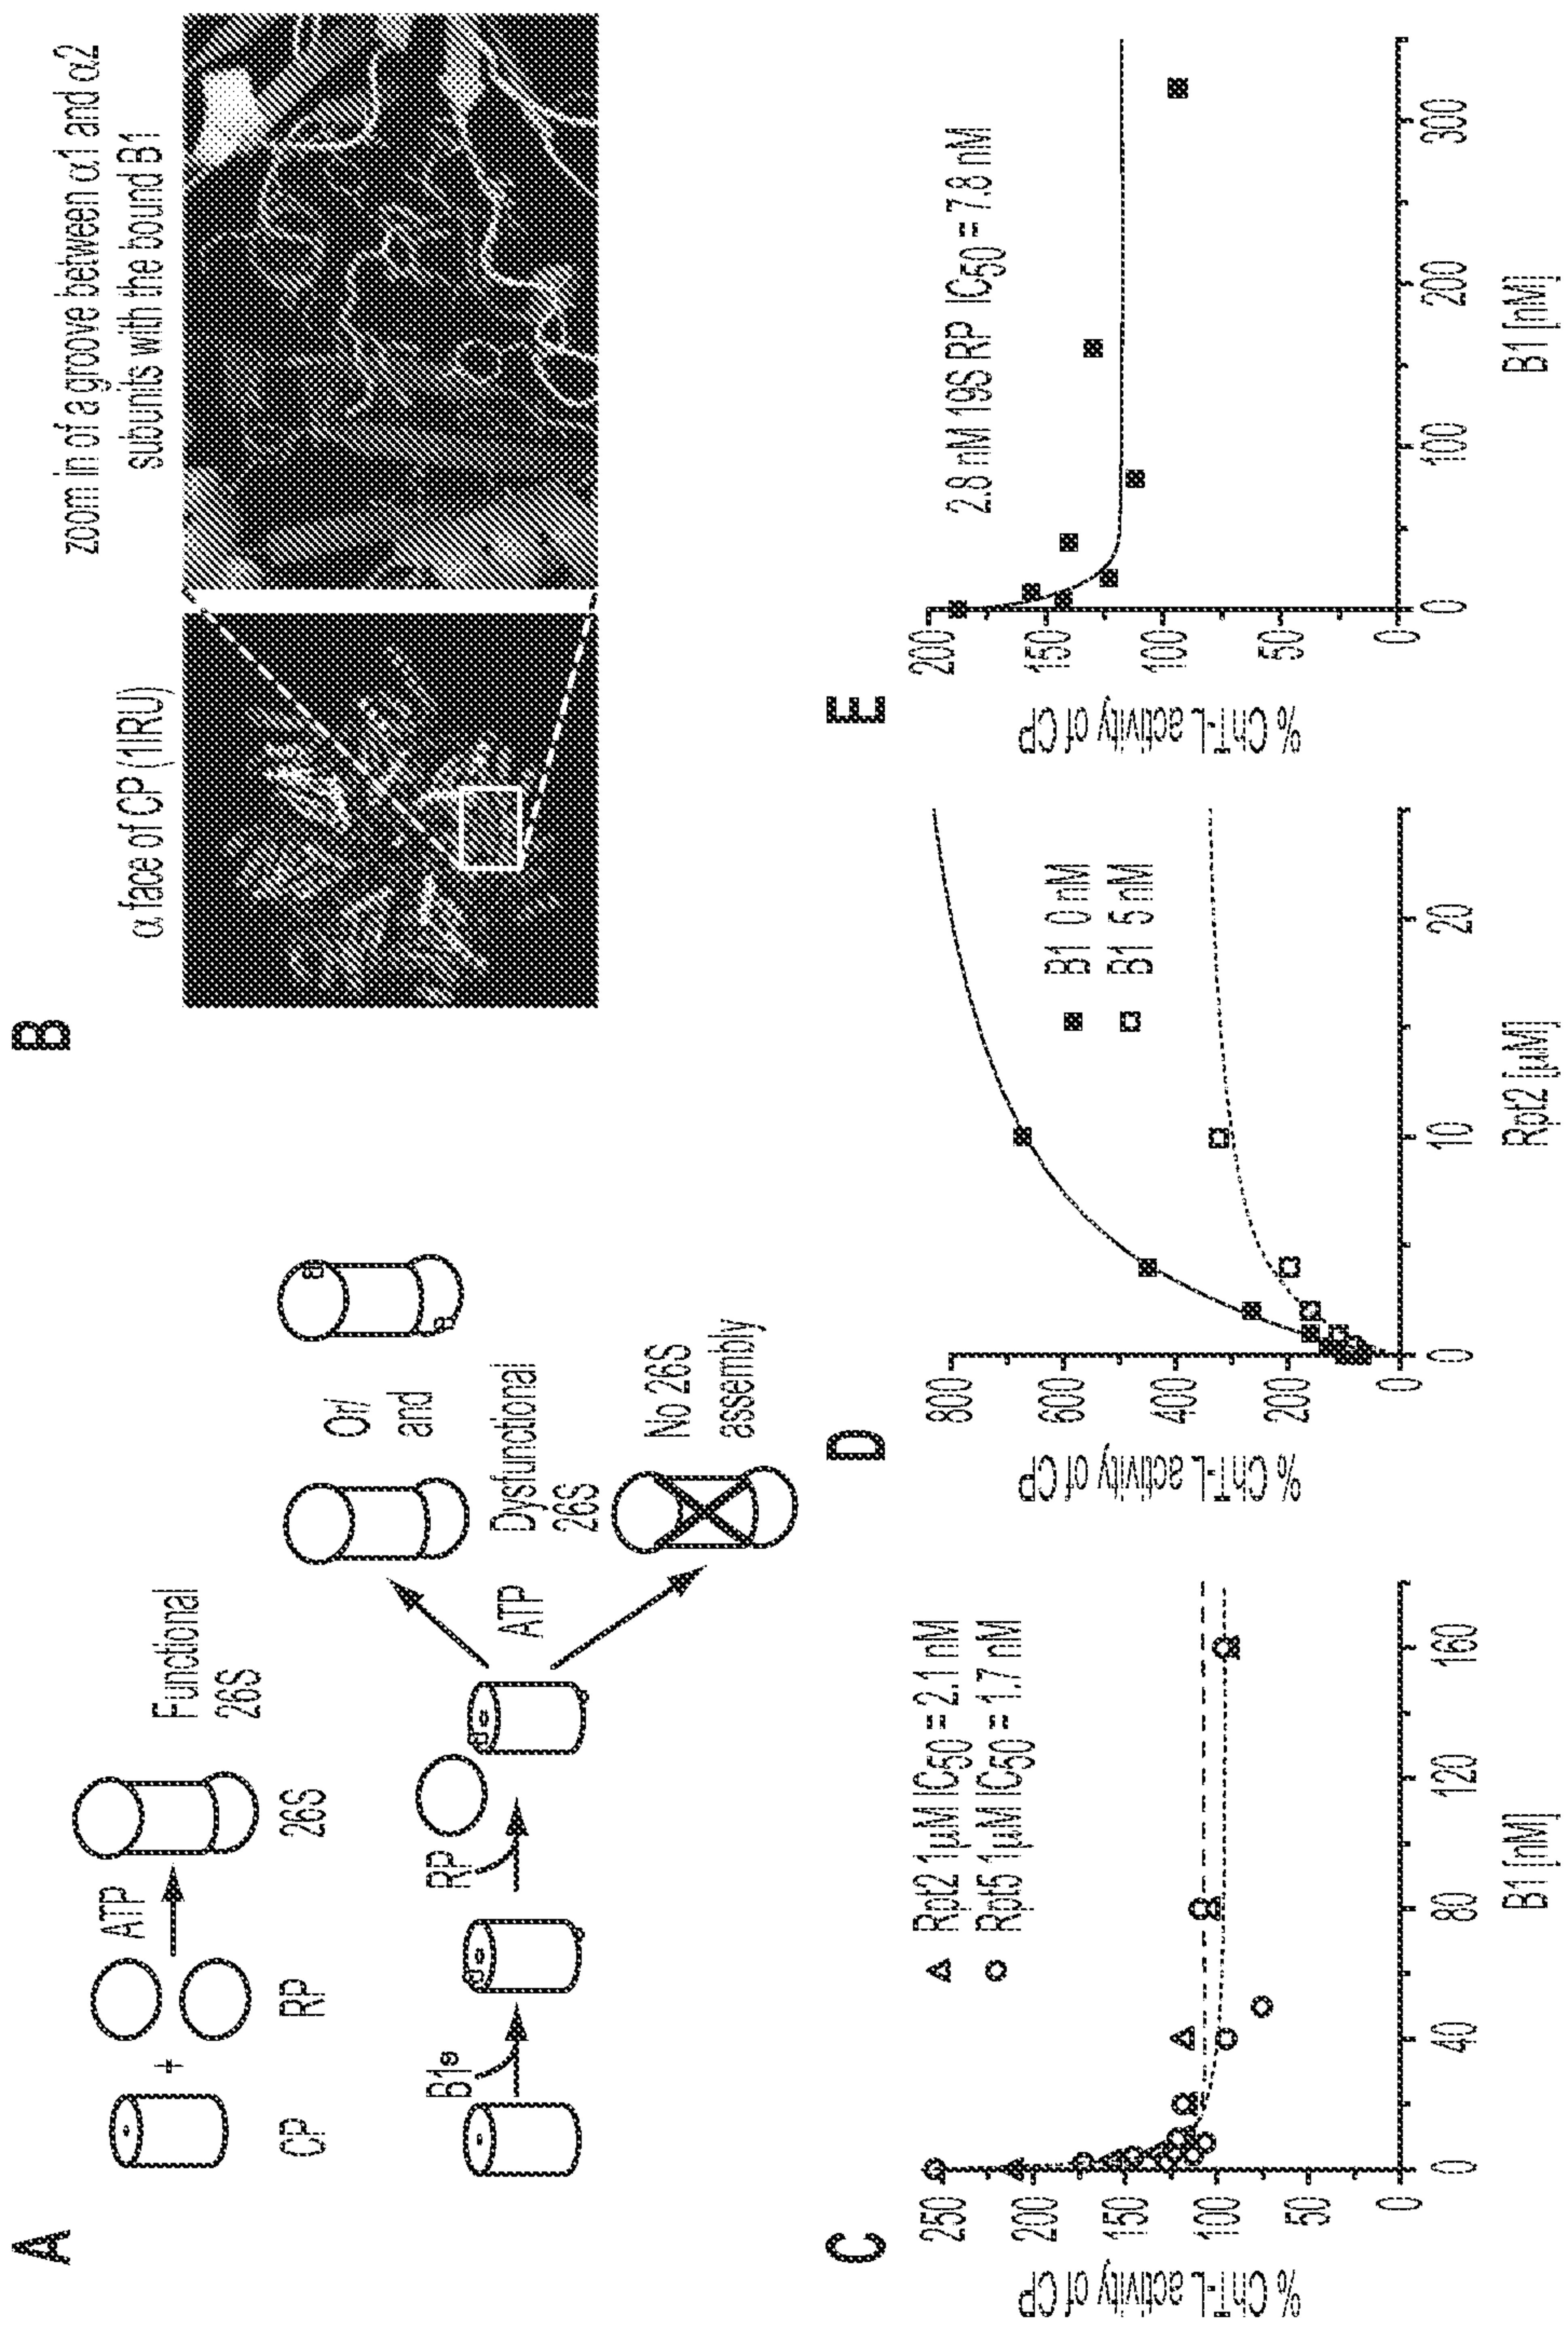 A
CP
+
RP
ATP
26S
Functional
26S
B1
RP
ATP
Or/
and
Dysfunctional
26S
No 26S
assembly
B
α face of CP (1IRU)
zoom in of a groove between α1 and α2
subunits with the bound B1
C
% ChT-L activity of CP
250
200
150
100
50
0
0
40
80
120
160
B1 [nM]
Rpt2 1μM IC50 = 2.1 nM
Rpt5 1μM IC50 = 1.7 nM
D
% ChT-L activity of CP
800
600
400
200
0
0
10
20
Rpt2 [μM]
B1 0 nM
B1 5 nM
E
% ChT-L activity of CP
200
150
100
50
0
0
100
200
300
B1 [nM]
2.8 nM 19S RP IC50 = 7.8 nM